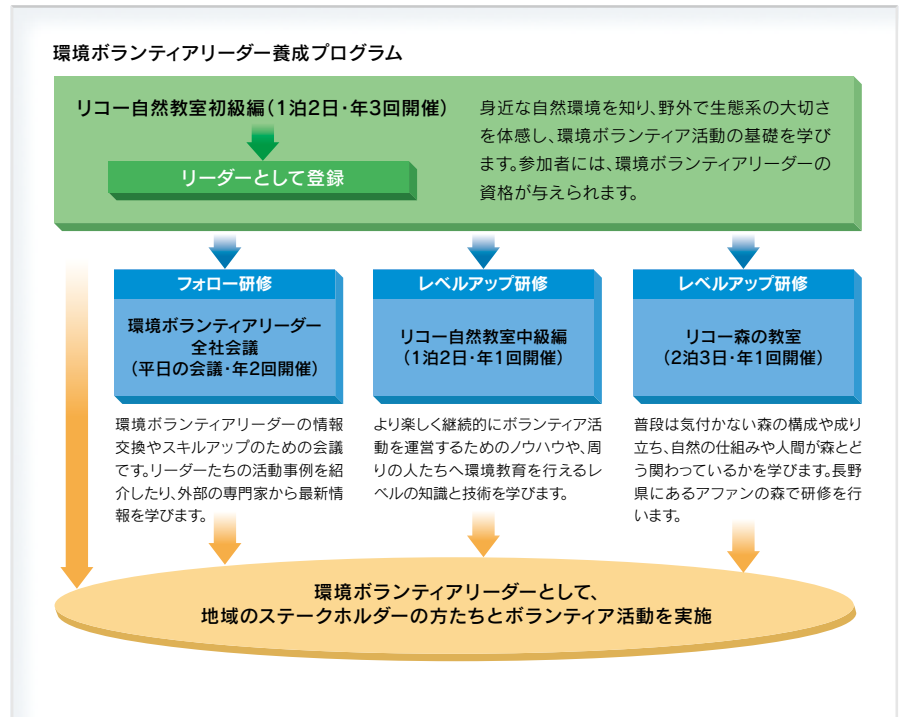 環境ボランティアリーダー養成プログラム
リコー自然教室初級編(1泊2日・年3回開催)
リーダーとして登録
身近な自然環境を知り、野外で生態系の大切さ
を体感し、環境ボランティア活動の基礎を学び
ます。参加者には、環境ボランティアリーダーの
資格が与えられます。
フォロー研修
環境ボランティアリーダー
全社会議
(平日の会議・年2回開催)
環境ボランティアリーダーの情報
交換やスキルアップのための会議
です。リーダーたちの活動事例を紹
介したり、外部の専門家から最新情
報を学びます。
レベルアップ研修
リコー自然教室中級編
(1泊2日・年1回開催)
より楽しく継続的にボランティア活
動を運営するためのノウハウや、周
りの人たちへ環境教育を行えるレ
ベルの知識と技術を学びます。
レベルアップ研修
リコー森の教室
(2泊3日・年1回開催)
普段は気付かない森の構成や成り
立ち、自然の仕組みや人間が森とど
う関わっているかを学びます。長野
県にあるアファンの森で研修を行
います。
環境ボランティアリーダーとして、
地域のステークホルダーの方たちとボランティア活動を実施